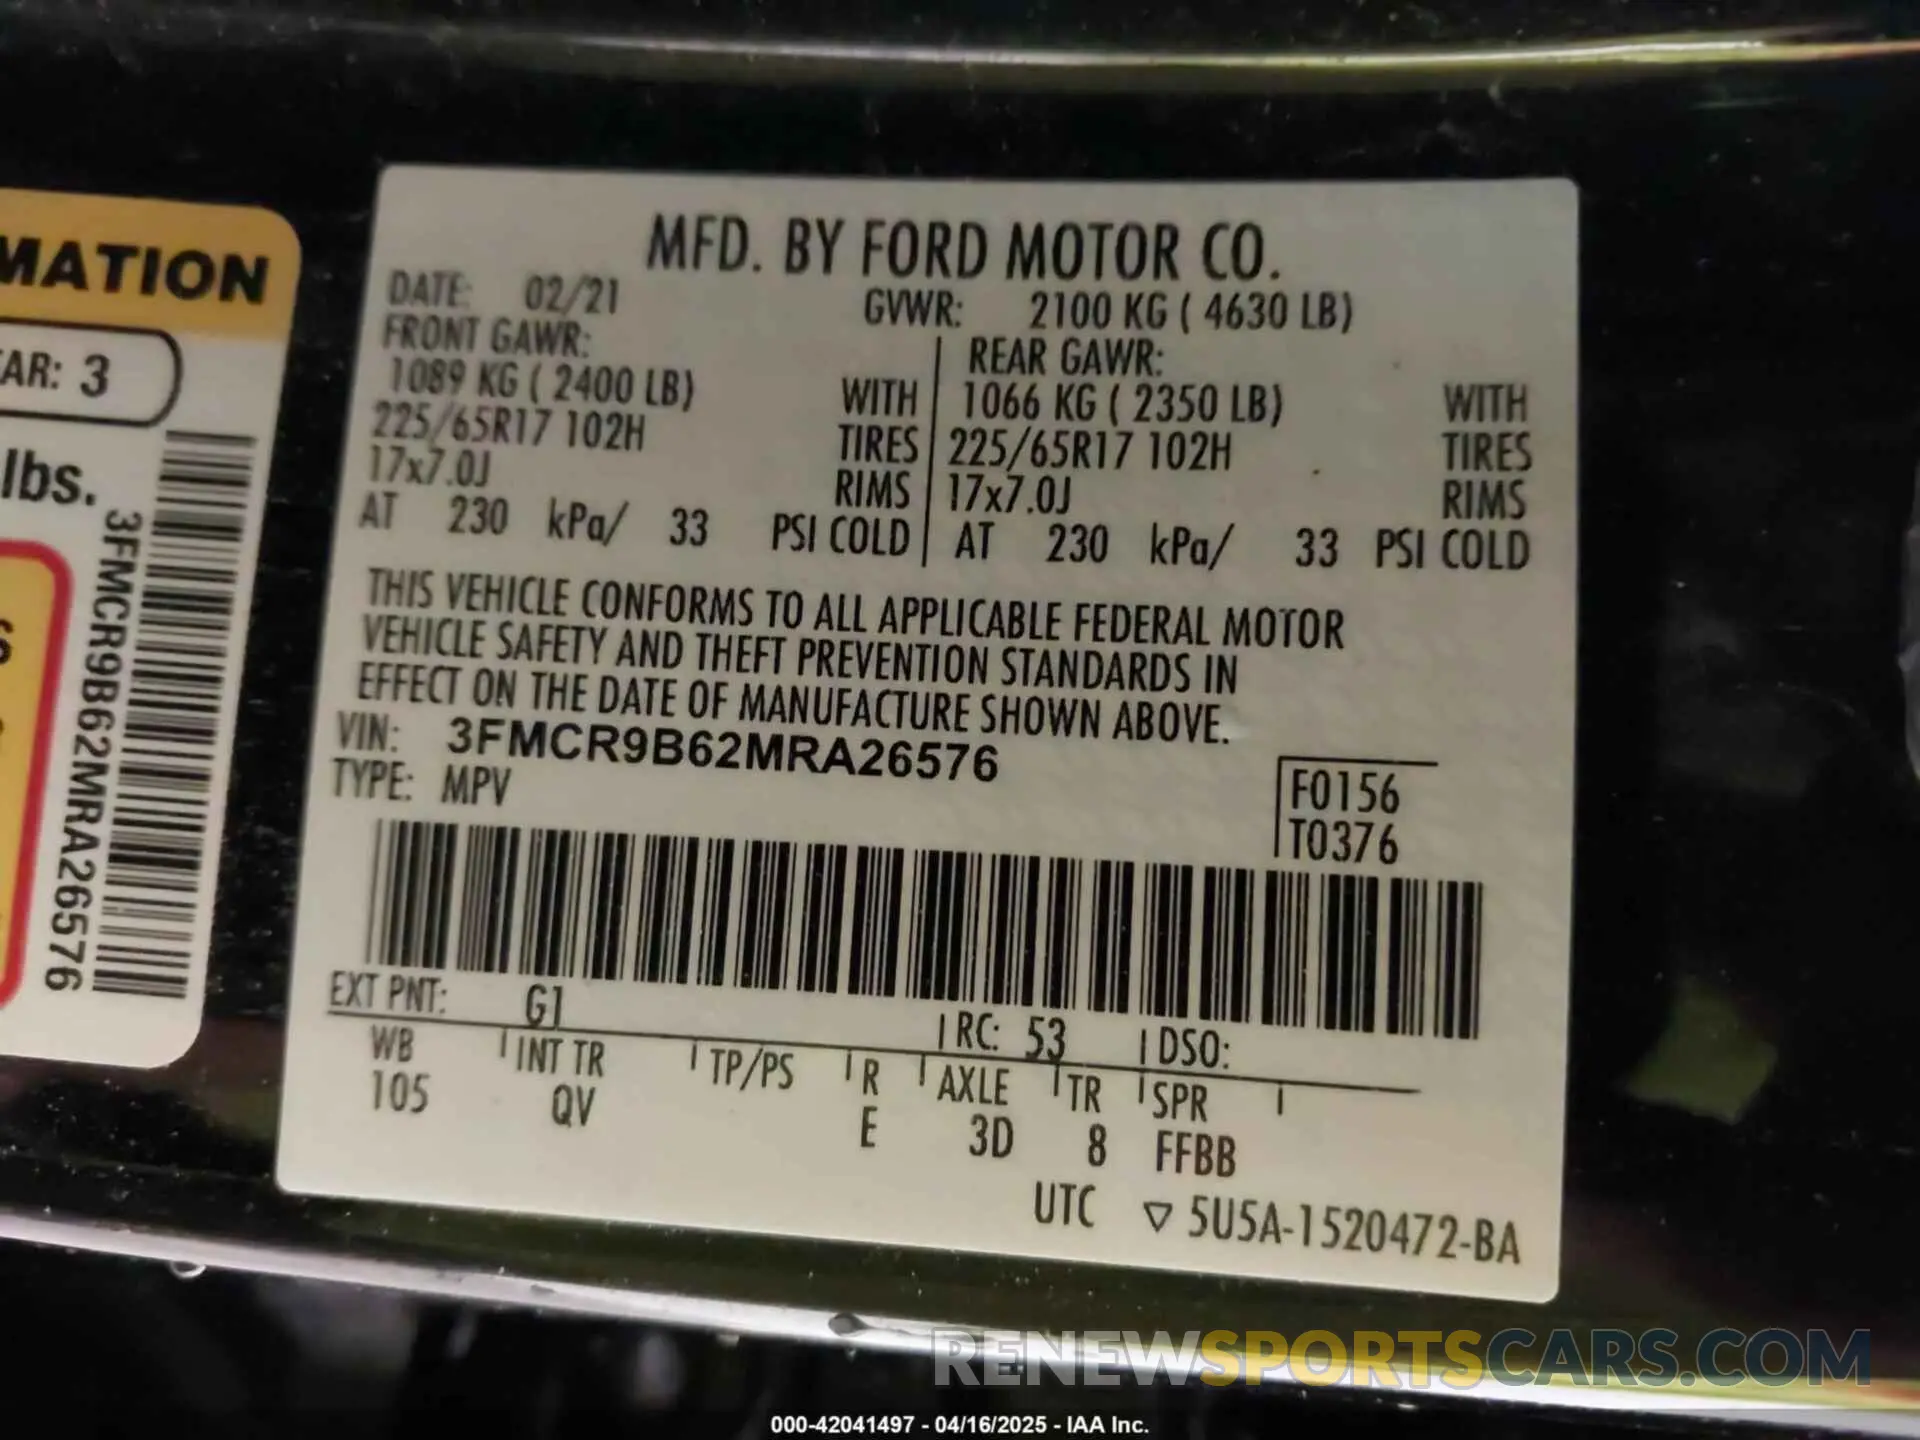 MATION
AR: 3
lbs.
3FMCR9B62MRA26576
MFD. BY FORD MOTOR CO.
DATE: 02/21 GVWR: 2100 KG ( 4630 LB)
FRONT GAWR: REAR GAWR:
1089 KG ( 2400 LB) WITH 1066 KG ( 2350 LB) WITH
225/65R17 102H TIRES 225/65R17 102H TIRES
17x7.0J RIMS 17x7.0J RIMS
AT 230 kPa/ 33 PSI COLD AT 230 kPa/ 33 PSI COLD
THIS VEHICLE CONFORMS TO ALL APPLICABLE FEDERAL MOTOR
VEHICLE SAFETY AND THEFT PREVENTION STANDARDS IN
EFFECT ON THE DATE OF MANUFACTURE SHOWN ABOVE.
VIN: 3FMCR9B62MRA26576
TYPE: MPV
F0156
T0376
EXT PNT: G1 RC: 53 DSO:
WB INT TR TP/PS R AXLE TR SPR
105 QV E 3D 8 FFBB
UTC ▽ 5U5A-1520472-BA
RENEWSPORTSCARS.COM
000-42041497 - 04/16/2025 - IAA Inc.